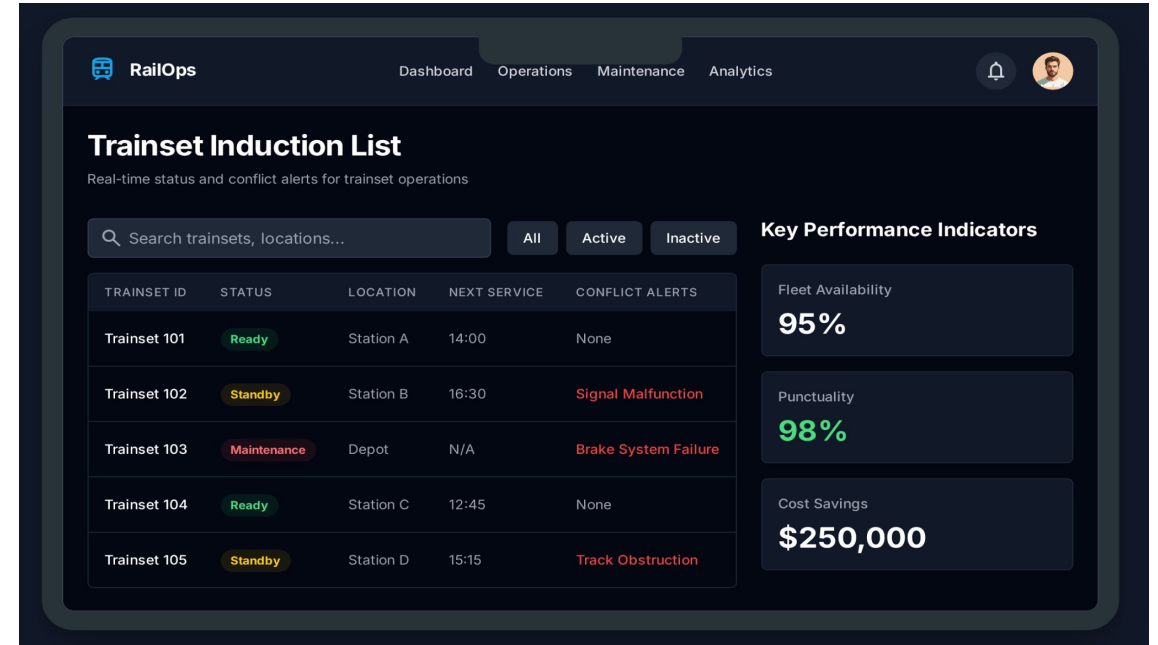 RailOps
Dashboard Operations Maintenance Analytics
Trainset Induction List
Real-time status and conflict alerts for trainset operations
Search trainsets, locations...
All Active Inactive
TRAINSET ID STATUS LOCATION NEXT SERVICE CONFLICT ALERTS
Trainset 101 Ready Station A 14:00 None
Trainset 102 Standby Station B 16:30 Signal Malfunction
Trainset 103 Maintenance Depot N/A Brake System Failure
Trainset 104 Ready Station C 12:45 None
Trainset 105 Standby Station D 15:15 Track Obstruction
Key Performance Indicators
Fleet Availability
95%
Punctuality
98%
Cost Savings
$250,000